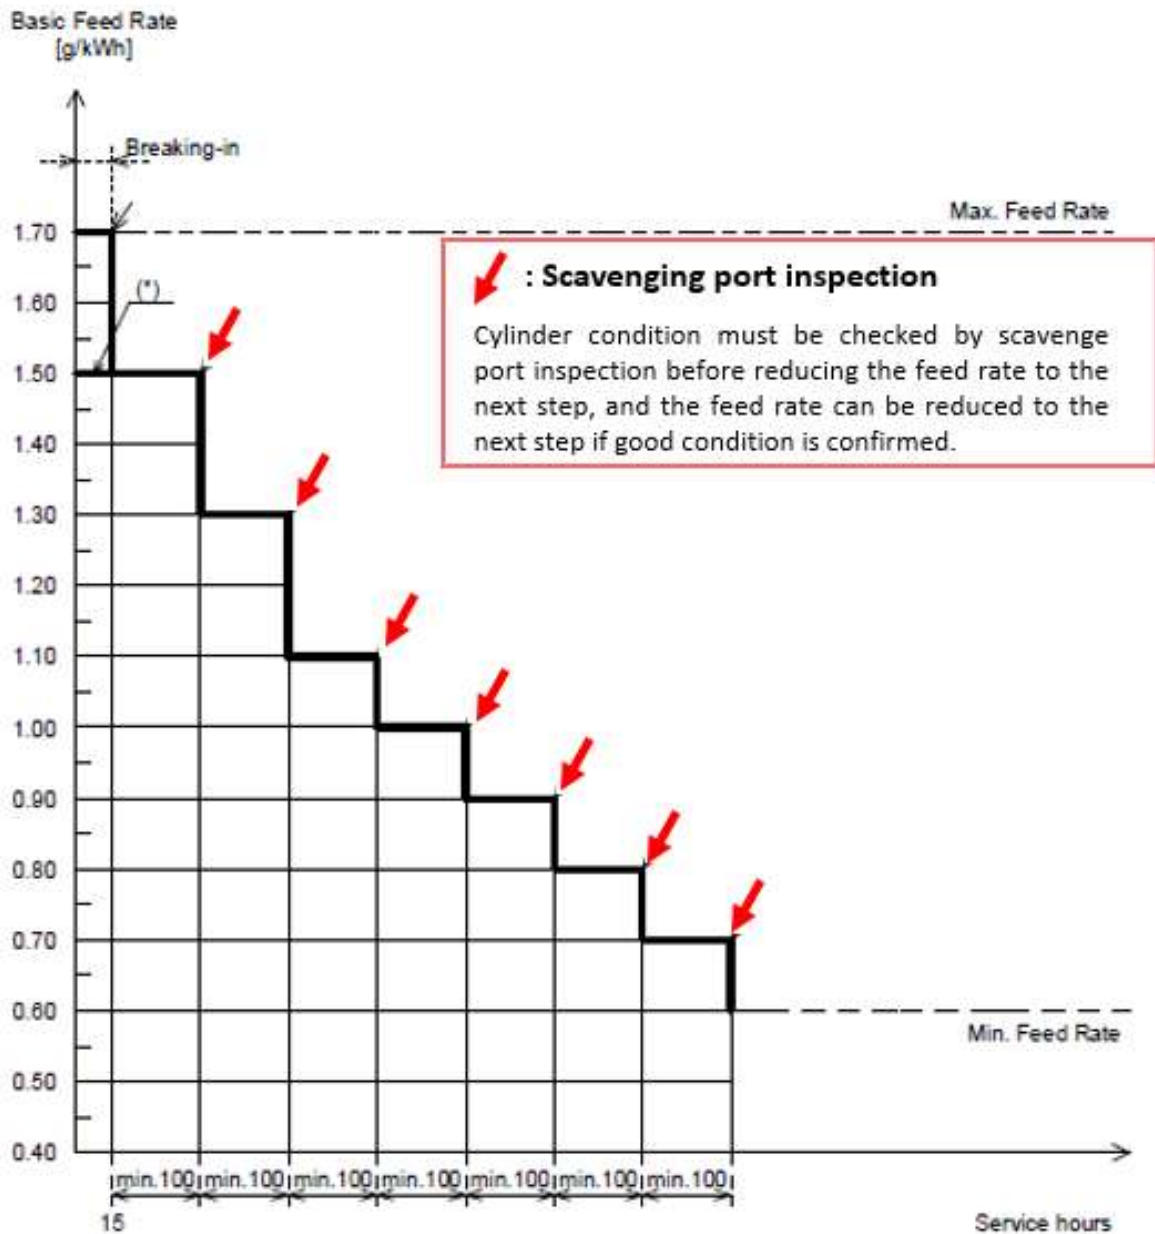 Basic Feed Rate
[g/kWh]
Breaking-in
Max. Feed Rate
1.70
: Scavenging port inspection
1.60
(*)
Cylinder condition must be checked by scavenge
port inspection before reducing the feed rate to the
next step, and the feed rate can be reduced to the
next step if good condition is confirmed.
1.50
1.40
1.30
1.20
1.10
1.00
0.90
0.80
0.70
0.60
Min. Feed Rate
0.50
0.40
min.100 min.100 min.100 min.100 min.100 min.100 min.100
15
Service hours